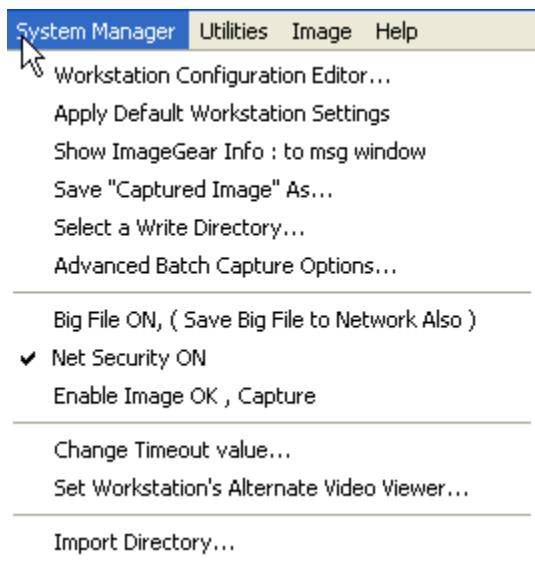 System Manager Utilities Image Help
Workstation Configuration Editor...
Apply Default Workstation Settings
Show ImageGear Info : to msg window
Save "Captured Image" As...
Select a Write Directory...
Advanced Batch Capture Options...
Big File ON, ( Save Big File to Network Also )
Net Security ON
Enable Image OK , Capture
Change Timeout value...
Set Workstation's Alternate Video Viewer...
Import Directory...